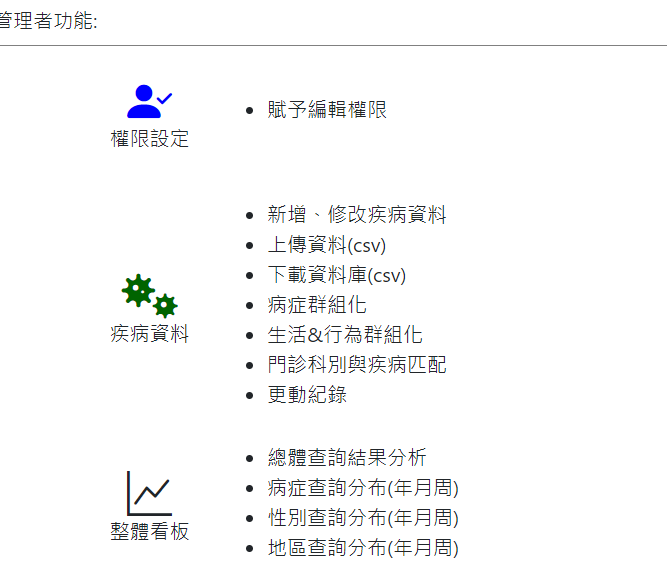 管理者功能:
權限設定
賦予編輯權限
疾病資料
新增、修改疾病資料
上傳資料(csv)
下載資料庫(csv)
病症群組化
生活&行為群組化
門診科別與疾病匹配
更動紀錄
整體看板
總體查詢結果分析
病症查詢分布(年月周)
性別查詢分布(年月周)
地區查詢分布(年月周)